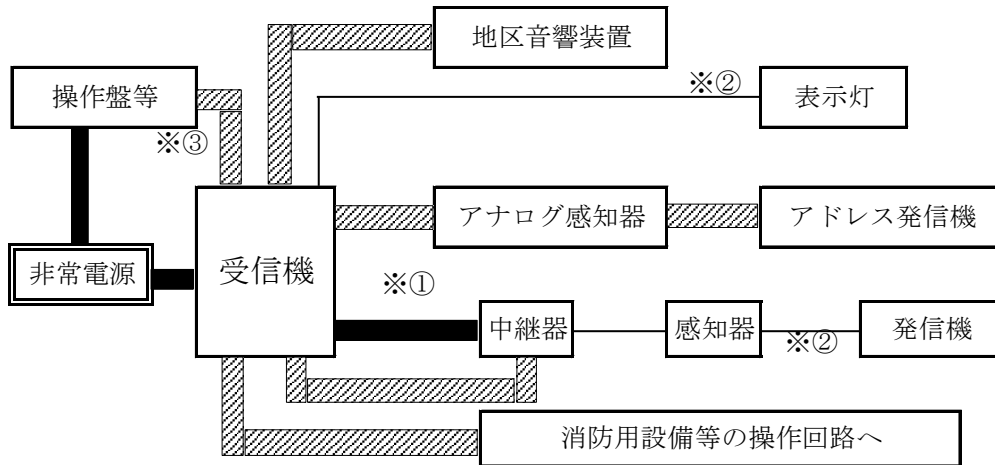 地区音響装置
操作盤等
※②
表示灯
※③
アナログ感知器
アドレス発信機
非常電源
受信機
※①
中継器
感知器
※②
発信機
消防用設備等の操作回路へ